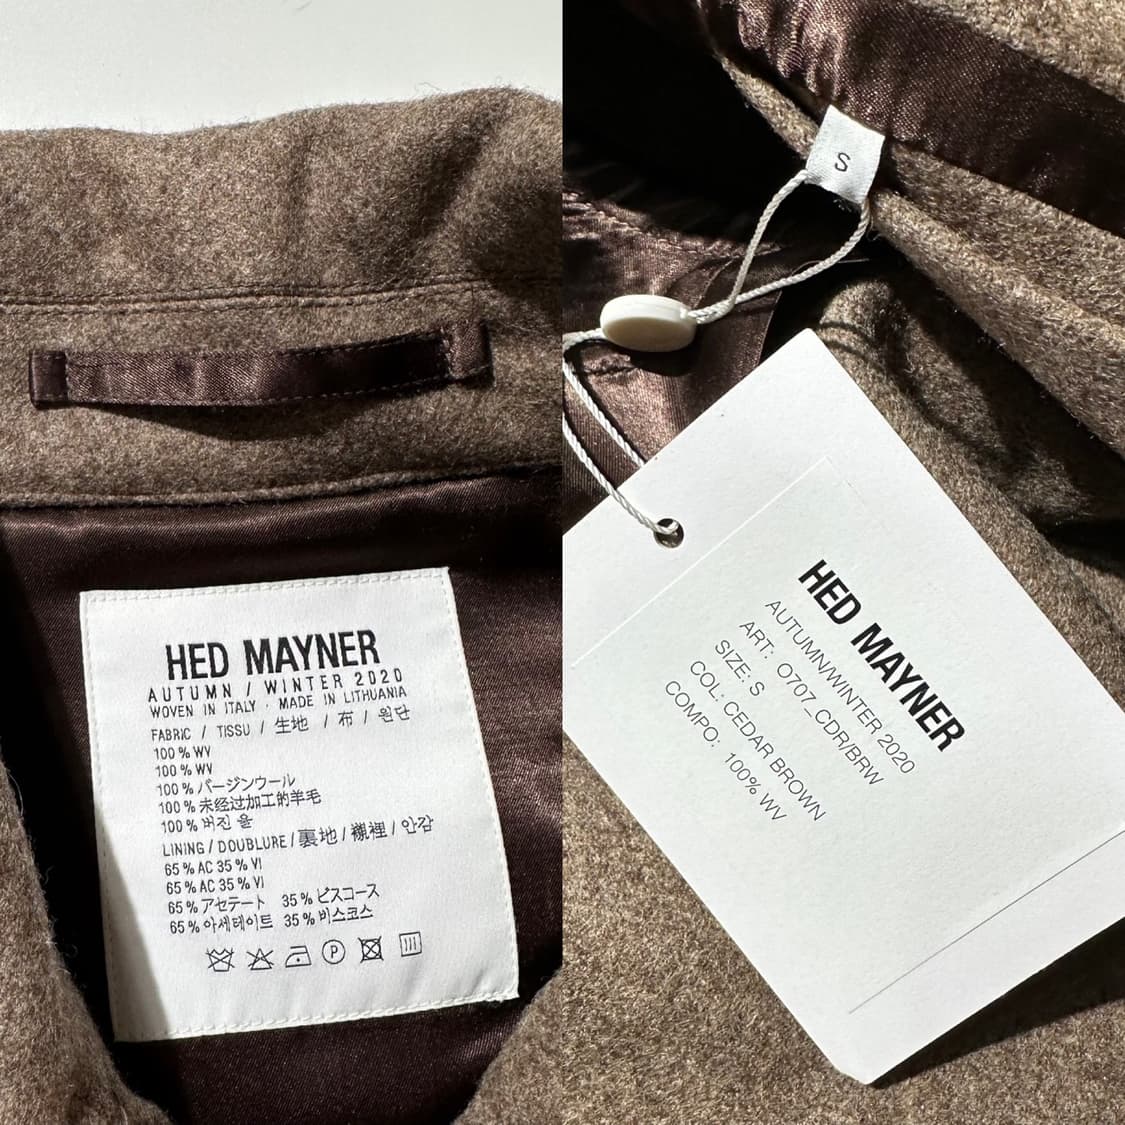 HED MAYNER
AUTUMN / WINTER 2020
WOVEN IN ITALY · MADE IN LITHUANIA
FABRIC / TISSU / 生地 / 布 / 원단
100 % WV
100 % WV
100 % バージンウール
100 % 未经过加工的羊毛
100 % 버진 울
LINING / DOUBLURE / 裏地 / 襯裡 / 안감
65 % AC 35 % VI
65 % AC 35 % VI
65 % アセテート 35 % ビスコース
65 % 아세테이트 35 % 비스코스
P
S
HED MAYNER
AUTUMN/WINTER 2020
ART: O707_CDR/BRW
SIZE: S
COL: CEDAR BROWN
COMPO: 100% WV